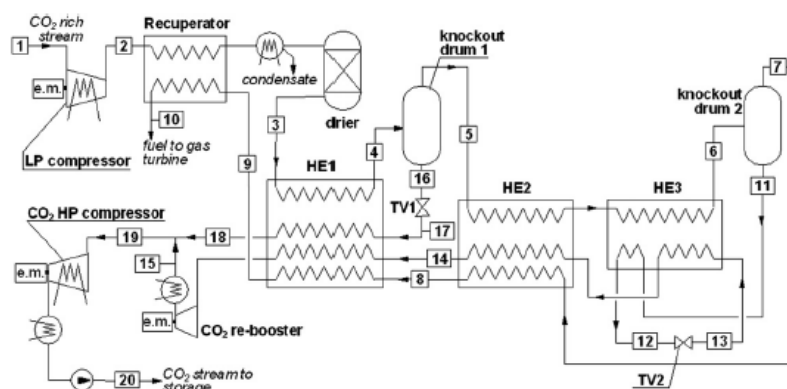 CO₂ rich
stream
1
2
Recuperator
e.m.
LP compressor
10
fuel to gas
turbine
condensate
drier
3
9
4
knockout
drum 1
5
16
TV1
17
HE1
HE2
HE3
knockout
drum 2
7
6
11
CO₂ HP compressor
19
18
15
14
8
e.m.
e.m.
CO₂ re-booster
12
13
TV2
20
CO₂ stream to
storage